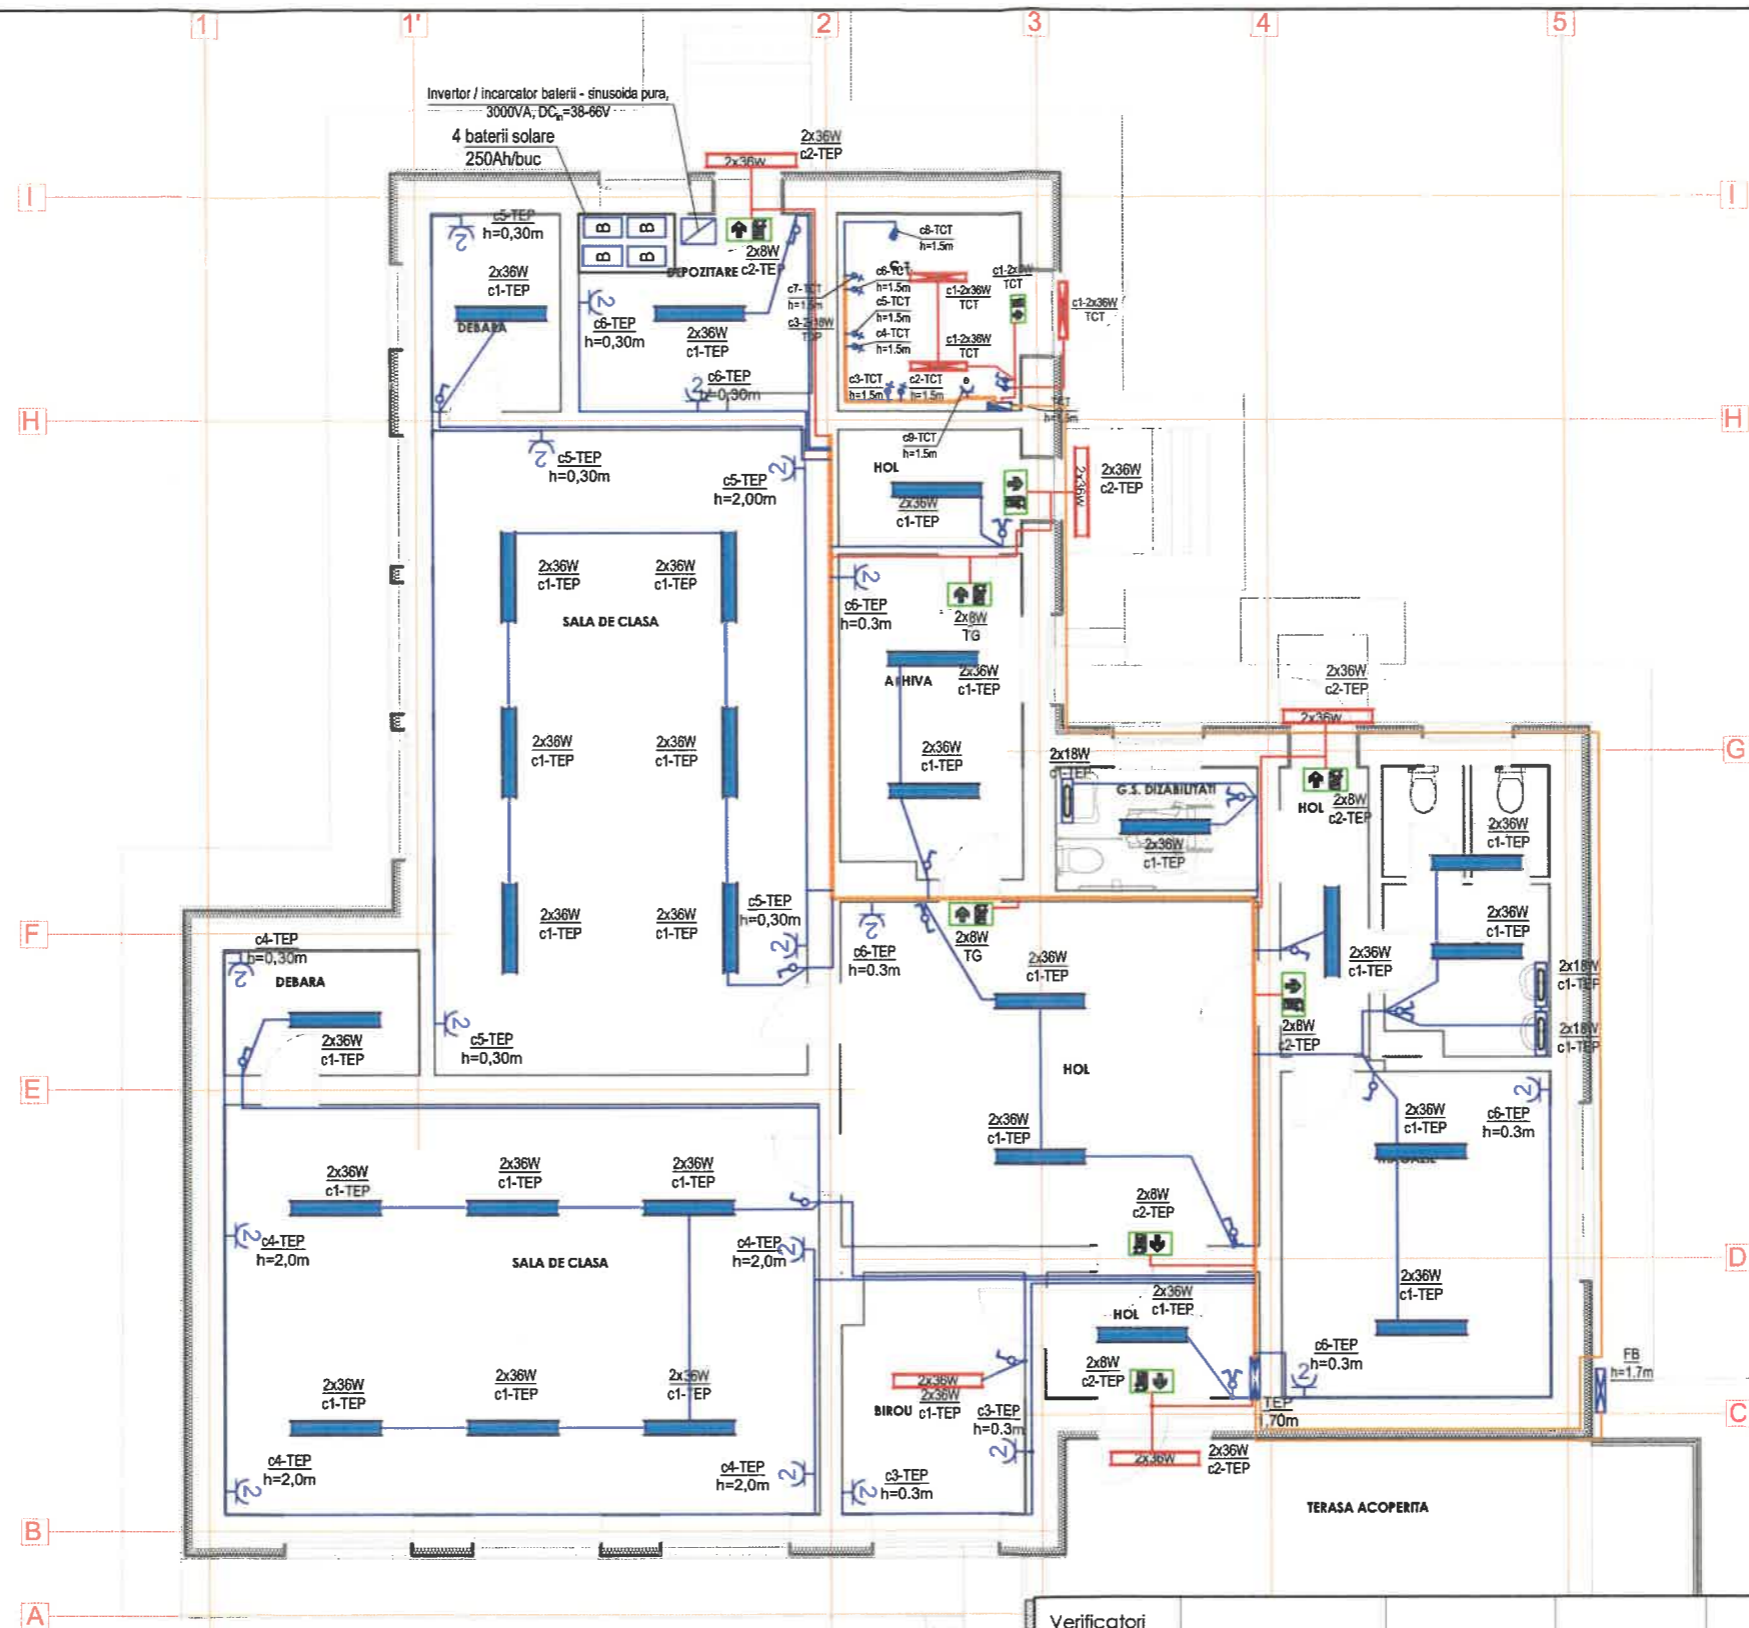 1
1'
2
3
4
5
Invertor / incarcator baterii - sinusoida pura,
3000VA, DCin=38-66V
4 baterii solare
250Ah/buc
2x36W
c2-TEP
2x36W
I
I
c5-TEP
h=0,30m
B B
B B
2x8W
c2-TEP
DEPOZITARE
c8-TCT
h=1.5m
2x36W
c1-TEP
DEBARA
c6-TEP
h=0,30m
2x36W
c1-TEP
c7-TCT
h=1.5m
c6-TCT
h=1.5m
c5-TCT
h=1.5m
c4-TCT
h=1.5m
c1-2x36W
TCT
c1-2x8W
TCT
c1-2x36W
TCT
c1-2x36W
TCT
c6-TEP
h=0,30m
c3-TCT
h=1.5m
c2-TCT
h=1.5m
H
H
c9-TCT
h=1.5m
c5-TEP
h=0,30m
c5-TEP
h=2,00m
HOL
2x36W
c1-TEP
2x36W
2x36W
c2-TEP
2x36W
c1-TEP
2x36W
c1-TEP
SALA DE CLASA
c6-TEP
h=0.3m
2x8W
TG
2x36W
c1-TEP
2x36W
c1-TEP
2x36W
c1-TEP
2x36W
c1-TEP
2x36W
c2-TEP
2x36W
G
2x18W
c1-TEP
G.S. DIZABILITATI
2x36W
c1-TEP
HOL
2x8W
c2-TEP
2x36W
c1-TEP
2x36W
c1-TEP
2x36W
c1-TEP
c5-TEP
h=0,30m
F
F
c4-TEP
h=0,30m
DEBARA
2x36W
c1-TEP
c5-TEP
h=0,30m
c6-TEP
h=0.3m
2x8W
TG
2x36W
c1-TEP
2x36W
c1-TEP
2x36W
c1-TEP
2x18W
c1-TEP
2x18W
c1-TEP
2x8W
c2-TEP
HOL
E
E
2x36W
c1-TEP
2x36W
c1-TEP
c6-TEP
h=0.3m
2x36W
c1-TEP
2x36W
c1-TEP
2x36W
c1-TEP
2x8W
c2-TEP
c4-TEP
h=2,0m
SALA DE CLASA
c4-TEP
h=2,0m
D
D
2x36W
c1-TEP
HOL
2x36W
c1-TEP
2x36W
c1-TEP
2x36W
c1-TEP
2x36W
c1-TEP
2x36W
2x36W
c1-TEP
BIROU
2x8W
c2-TEP
c6-TEP
h=0.3m
FB
h=1.7m
c3-TEP
h=0.3m
TEP
C
C
c4-TEP
h=2,0m
c4-TEP
h=2,0m
c3-TEP
h=0.3m
2x36W
2x36W
c2-TEP
TERASA ACOPERITA
B
A
Verificatori